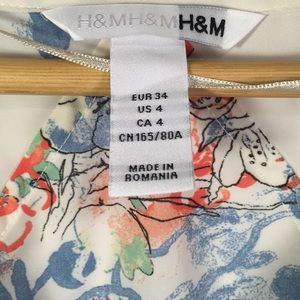 H&MH&MH&M
EUR 34
US 4
CA 4
CN165/80A
MADE IN
ROMANIA